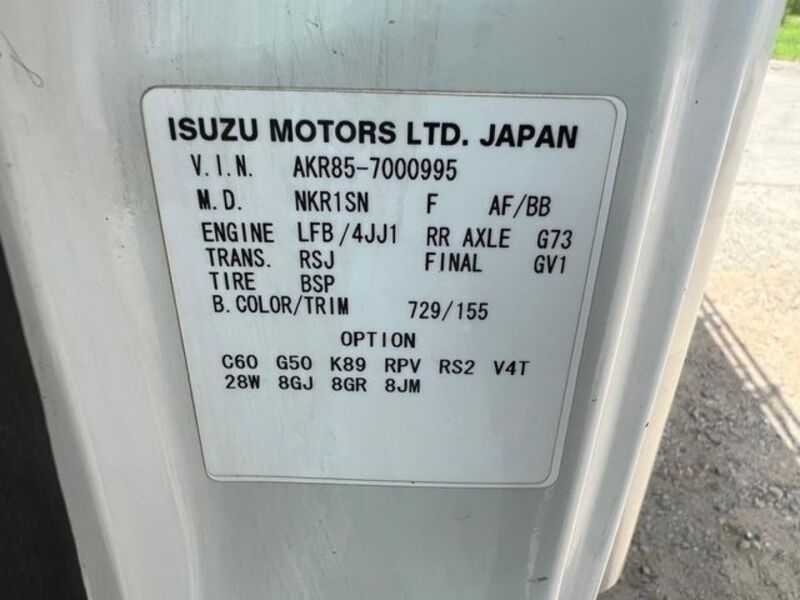 ISUZU MOTORS LTD. JAPAN
V.I.N. AKR85-7000995
M.D. NKR1SN F AF/BB
ENGINE LFB/4JJ1 RR AXLE G73
TRANS. RSJ FINAL GV1
TIRE BSP
B.COLOR/TRIM 729/155
OPTION
C60 G50 K89 RPV RS2 V4T
28W 8GJ 8GR 8JM